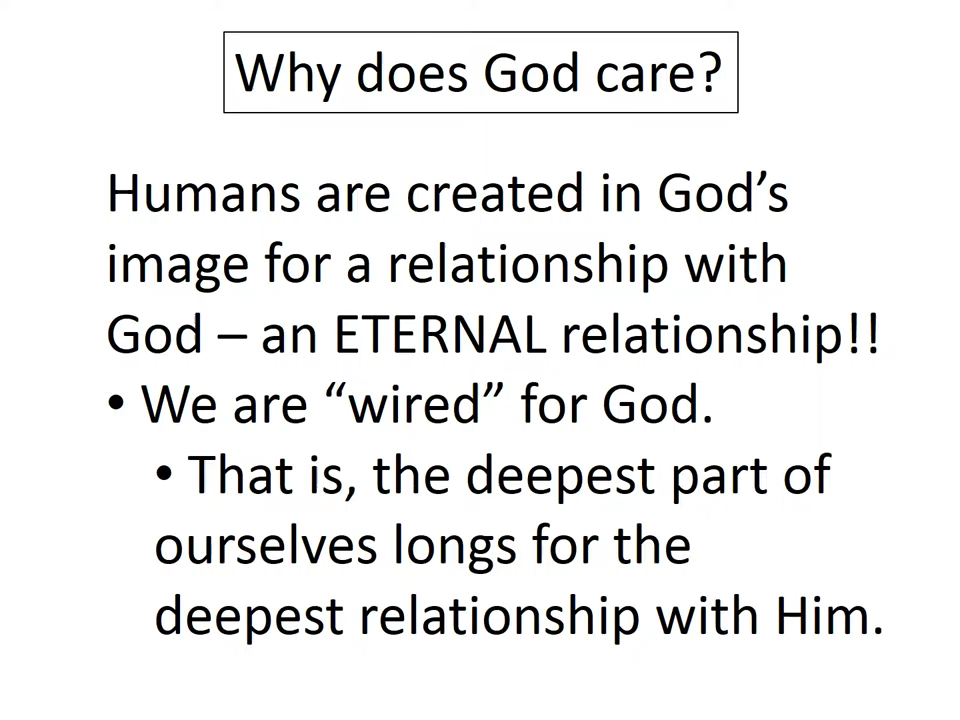 Why does God care?
Humans are created in God’s
image for a relationship with
God – an ETERNAL relationship!!
• We are “wired” for God.
• That is, the deepest part of
ourselves longs for the
deepest relationship with Him.